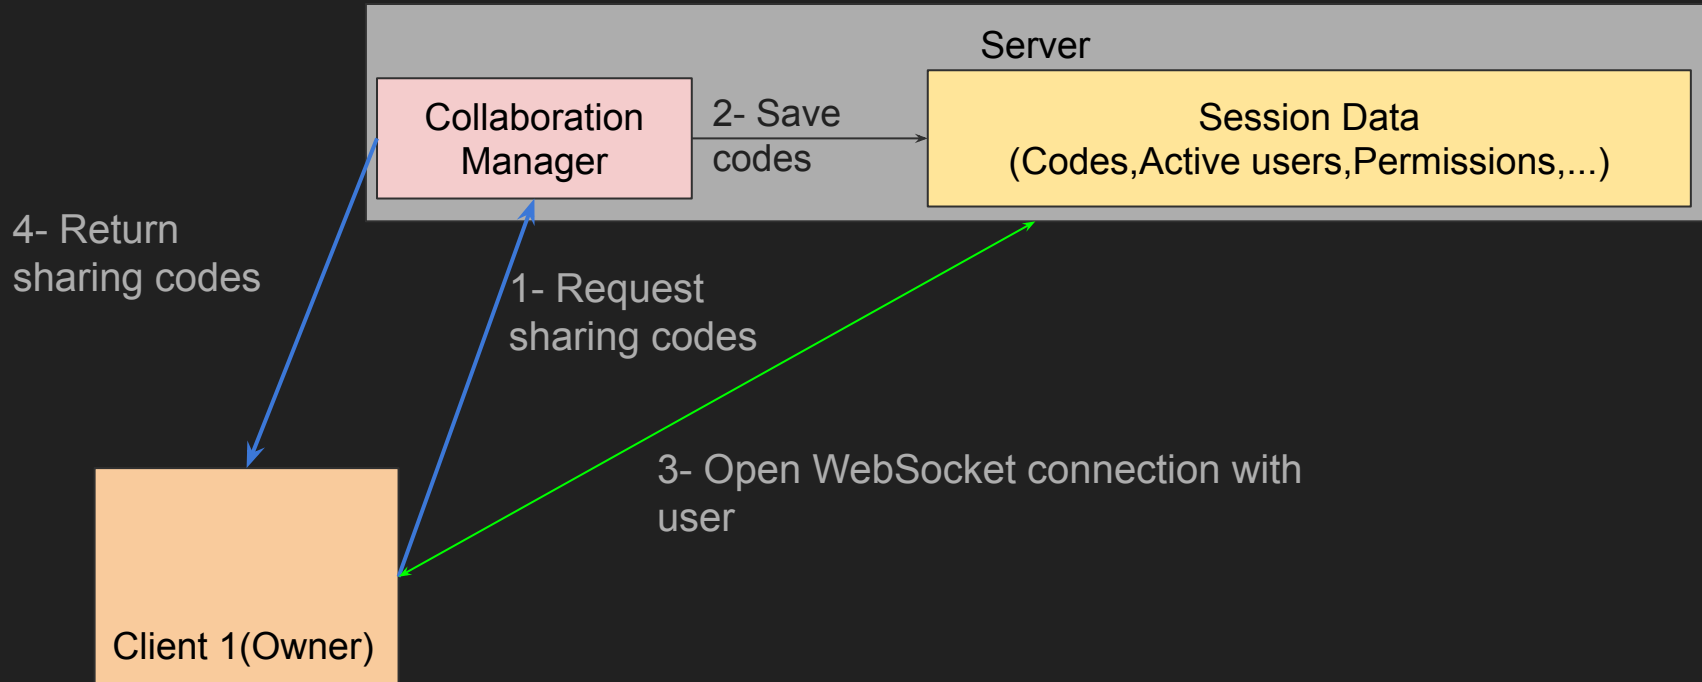 Server
Collaboration
Manager
2- Save
codes
Session Data
(Codes,Active users,Permissions,...)
4- Return
sharing codes
1- Request
sharing codes
3- Open WebSocket connection with
user
Client 1(Owner)